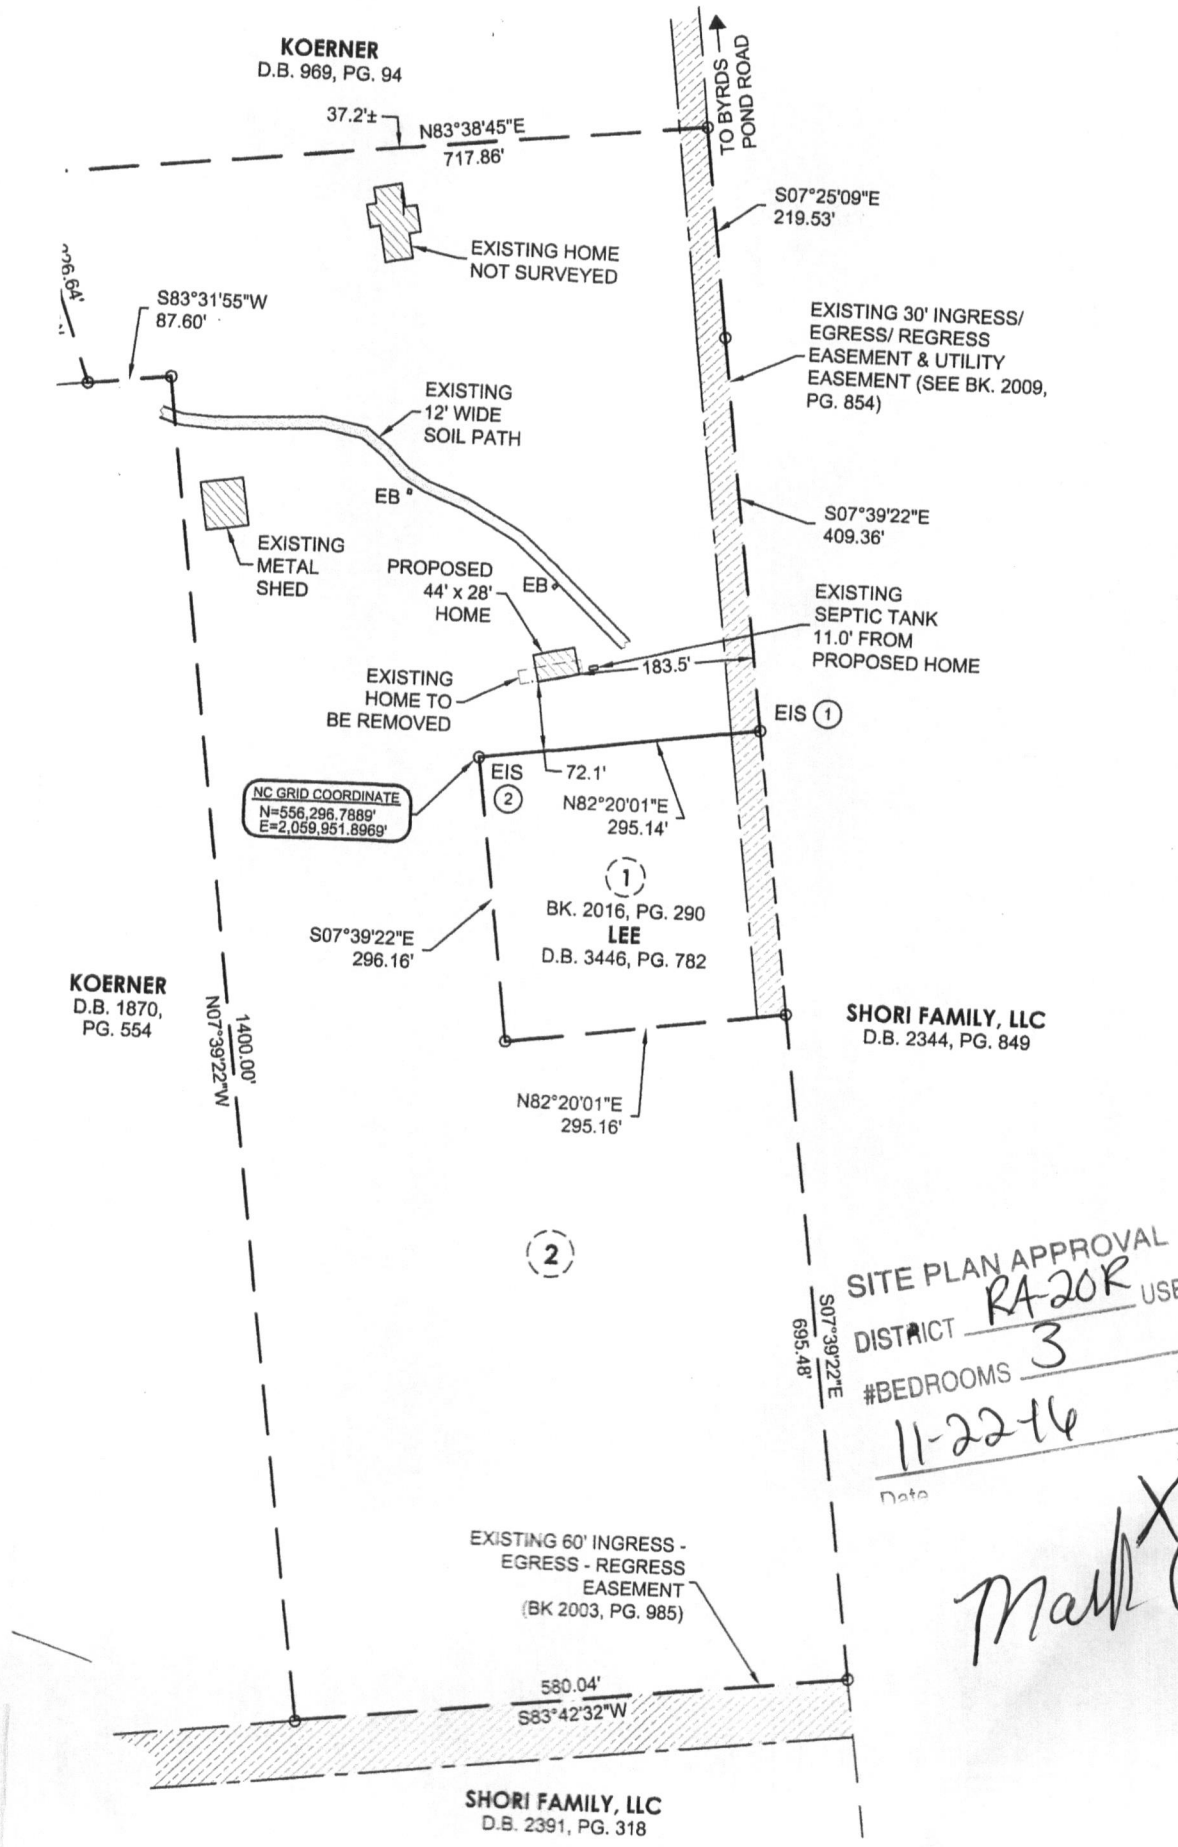 KOERNER
D.B. 969, PG. 94
TO BYRDS
POND ROAD
37.2'±
N83°38'45"E
717.86'
S07°25'09"E
219.53'
EXISTING HOME
NOT SURVEYED
S83°31'55"W
87.60'
EXISTING 30' INGRESS/
EGRESS/ REGRESS
EASEMENT & UTILITY
EASEMENT (SEE BK. 2009,
PG. 854)
EXISTING
12' WIDE
SOIL PATH
EB
S07°39'22"E
409.36'
EXISTING
METAL
SHED
PROPOSED
44' x 28'
HOME
EB
EXISTING
SEPTIC TANK
11.0' FROM
PROPOSED HOME
183.5'
EXISTING
HOME TO
BE REMOVED
EIS 1
EIS
2
72.1'
NC GRID COORDINATE
N=556,296.7889'
E=2,059,951.8969'
N82°20'01"E
295.14'
1
BK. 2016, PG. 290
LEE
D.B. 3446, PG. 782
S07°39'22"E
296.16'
KOERNER
D.B. 1870,
PG. 554
1400.00'
N07°39'22"W
SHORI FAMILY, LLC
D.B. 2344, PG. 849
N82°20'01"E
295.16'
2
S07°39'22"E
695.48'
SITE PLAN APPROVAL
DISTRICT RA-20R USE
#BEDROOMS 3
11-22-16
Date
EXISTING 60' INGRESS -
EGRESS - REGRESS
EASEMENT
(BK 2003, PG. 985)
580.04'
S83°42'32"W
SHORI FAMILY, LLC
D.B. 2391, PG. 318